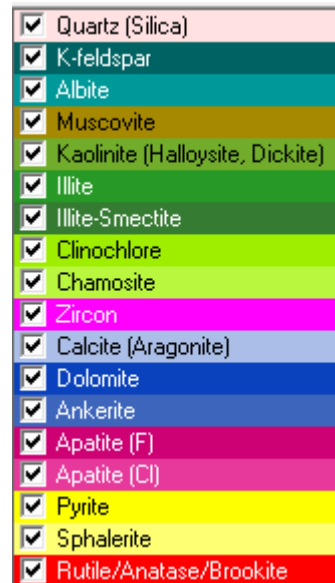 Quartz (Silica)
K-feldspar
Albite
Muscovite
Kaolinite (Halloysite, Dickite)
Illite
Illite-Smectite
Clinochlore
Chamosite
Zircon
Calcite (Aragonite)
Dolomite
Ankerite
Apatite (F)
Apatite (Cl)
Pyrite
Sphalerite
Rutile/Anatase/Brookite